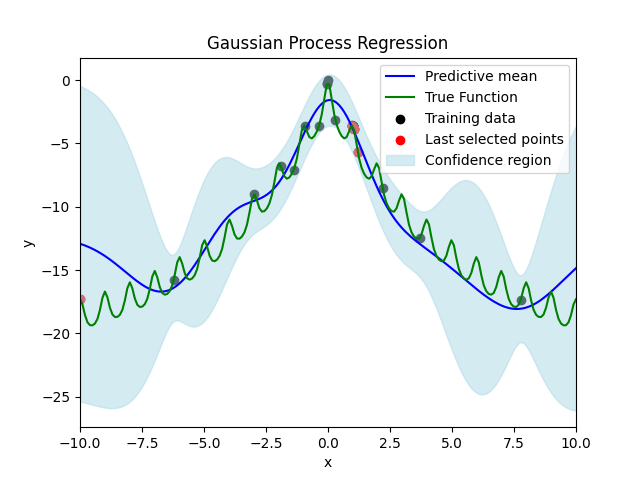 Gaussian Process Regression
Predictive mean
True Function
Training data
Last selected points
Confidence region
y
0
−5
−10
−15
−20
−25
−10.0 −7.5 −5.0 −2.5 0.0 2.5 5.0 7.5 10.0
x